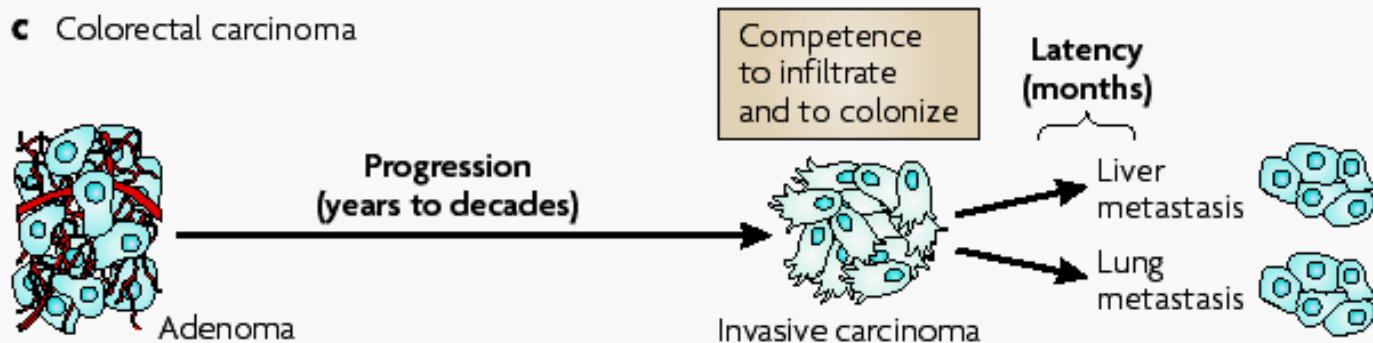 c Colorectal carcinoma
Competence
to infiltrate
and to colonize
Latency
(months)
Progression
(years to decades)
Liver
metastasis
Lung
metastasis
Adenoma
Invasive carcinoma